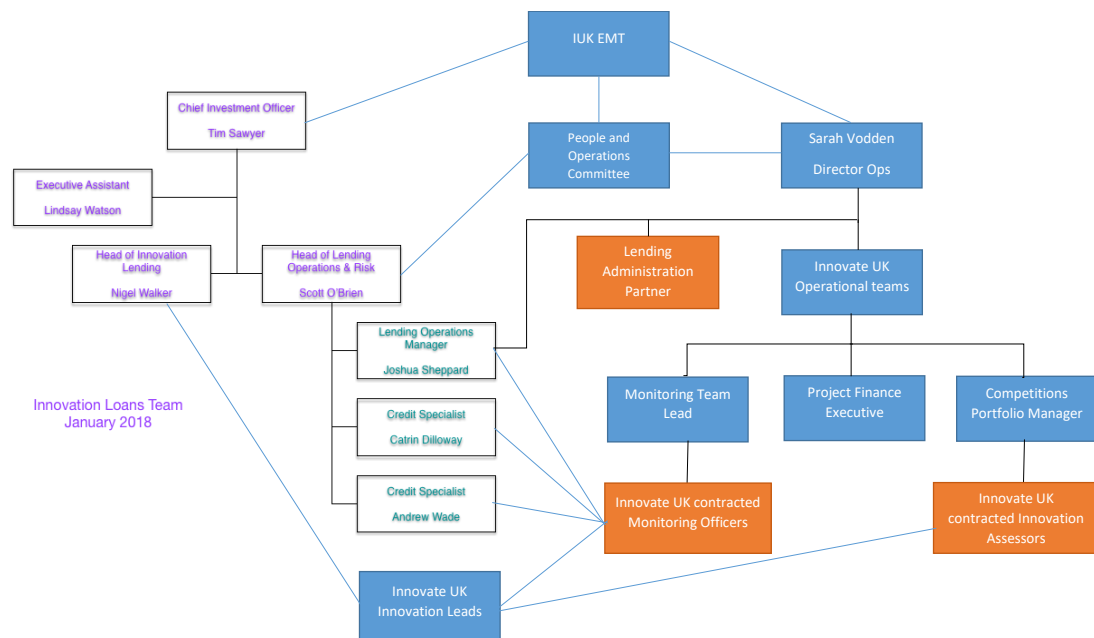 IUK EMT
Chief Investment Officer
Tim Sawyer
People and
Operations
Committee
Sarah Vodden
Director Ops
Executive Assistant
Lindsay Watson
Head of Innovation
Lending
Nigel Walker
Head of Lending
Operations & Risk
Scott O'Brien
Lending
Administration
Partner
Innovate UK
Operational teams
Lending Operations
Manager
Joshua Sheppard
Innovation Loans Team
January 2018
Monitoring Team
Lead
Project Finance
Executive
Competitions
Portfolio Manager
Credit Specialist
Catrin Dilloway
Credit Specialist
Andrew Wade
Innovate UK contracted
Monitoring Officers
Innovate UK
contracted Innovation
Assessors
Innovate UK
Innovation Leads